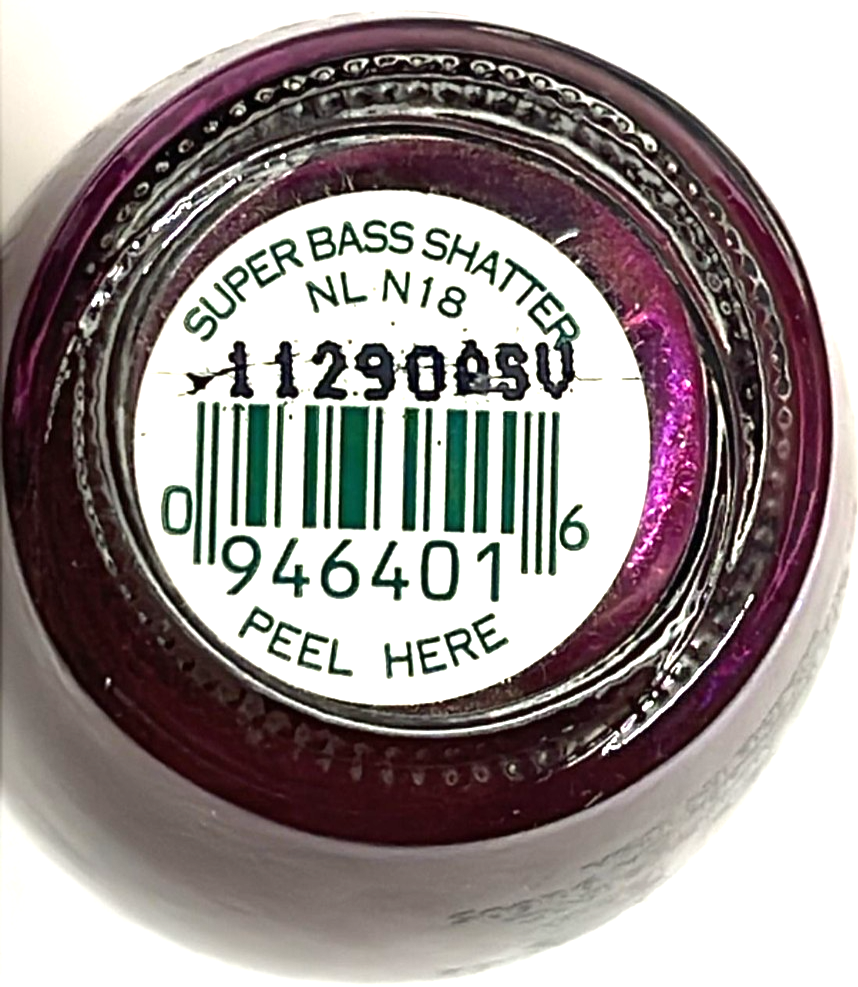 SUPER BASS SHATTER
NL N18
0
946401
6
PEEL HERE